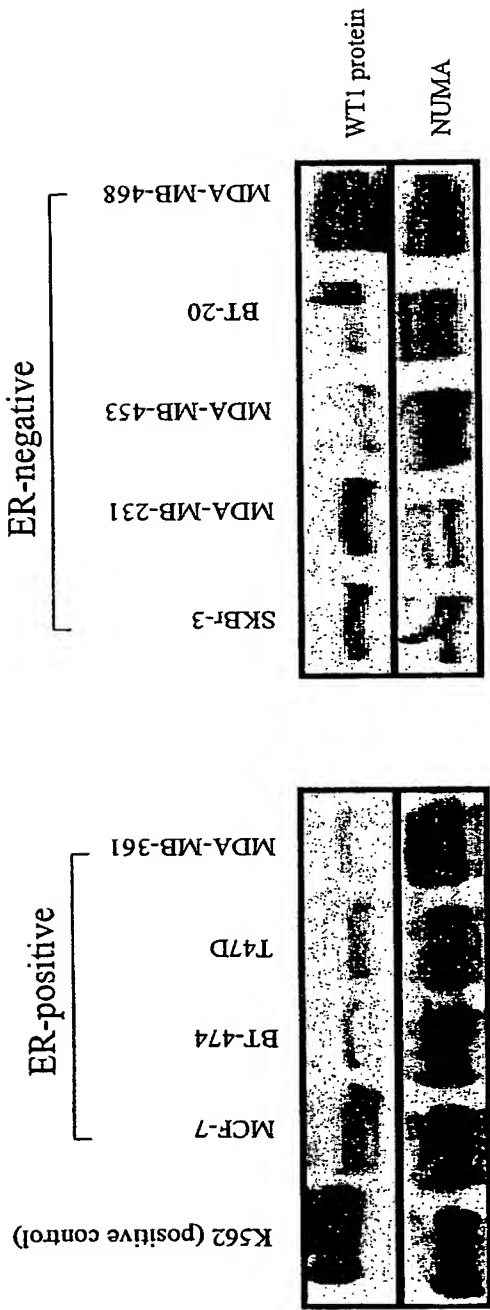 ER-positive
K562 (positive control)
MCF-7
BT-474
T47D
MDA-MB-361
ER-negative
SKBr-3
MDA-MB-231
MDA-MB-453
BT-20
MDA-MB-468
WT1 protein
NUMA